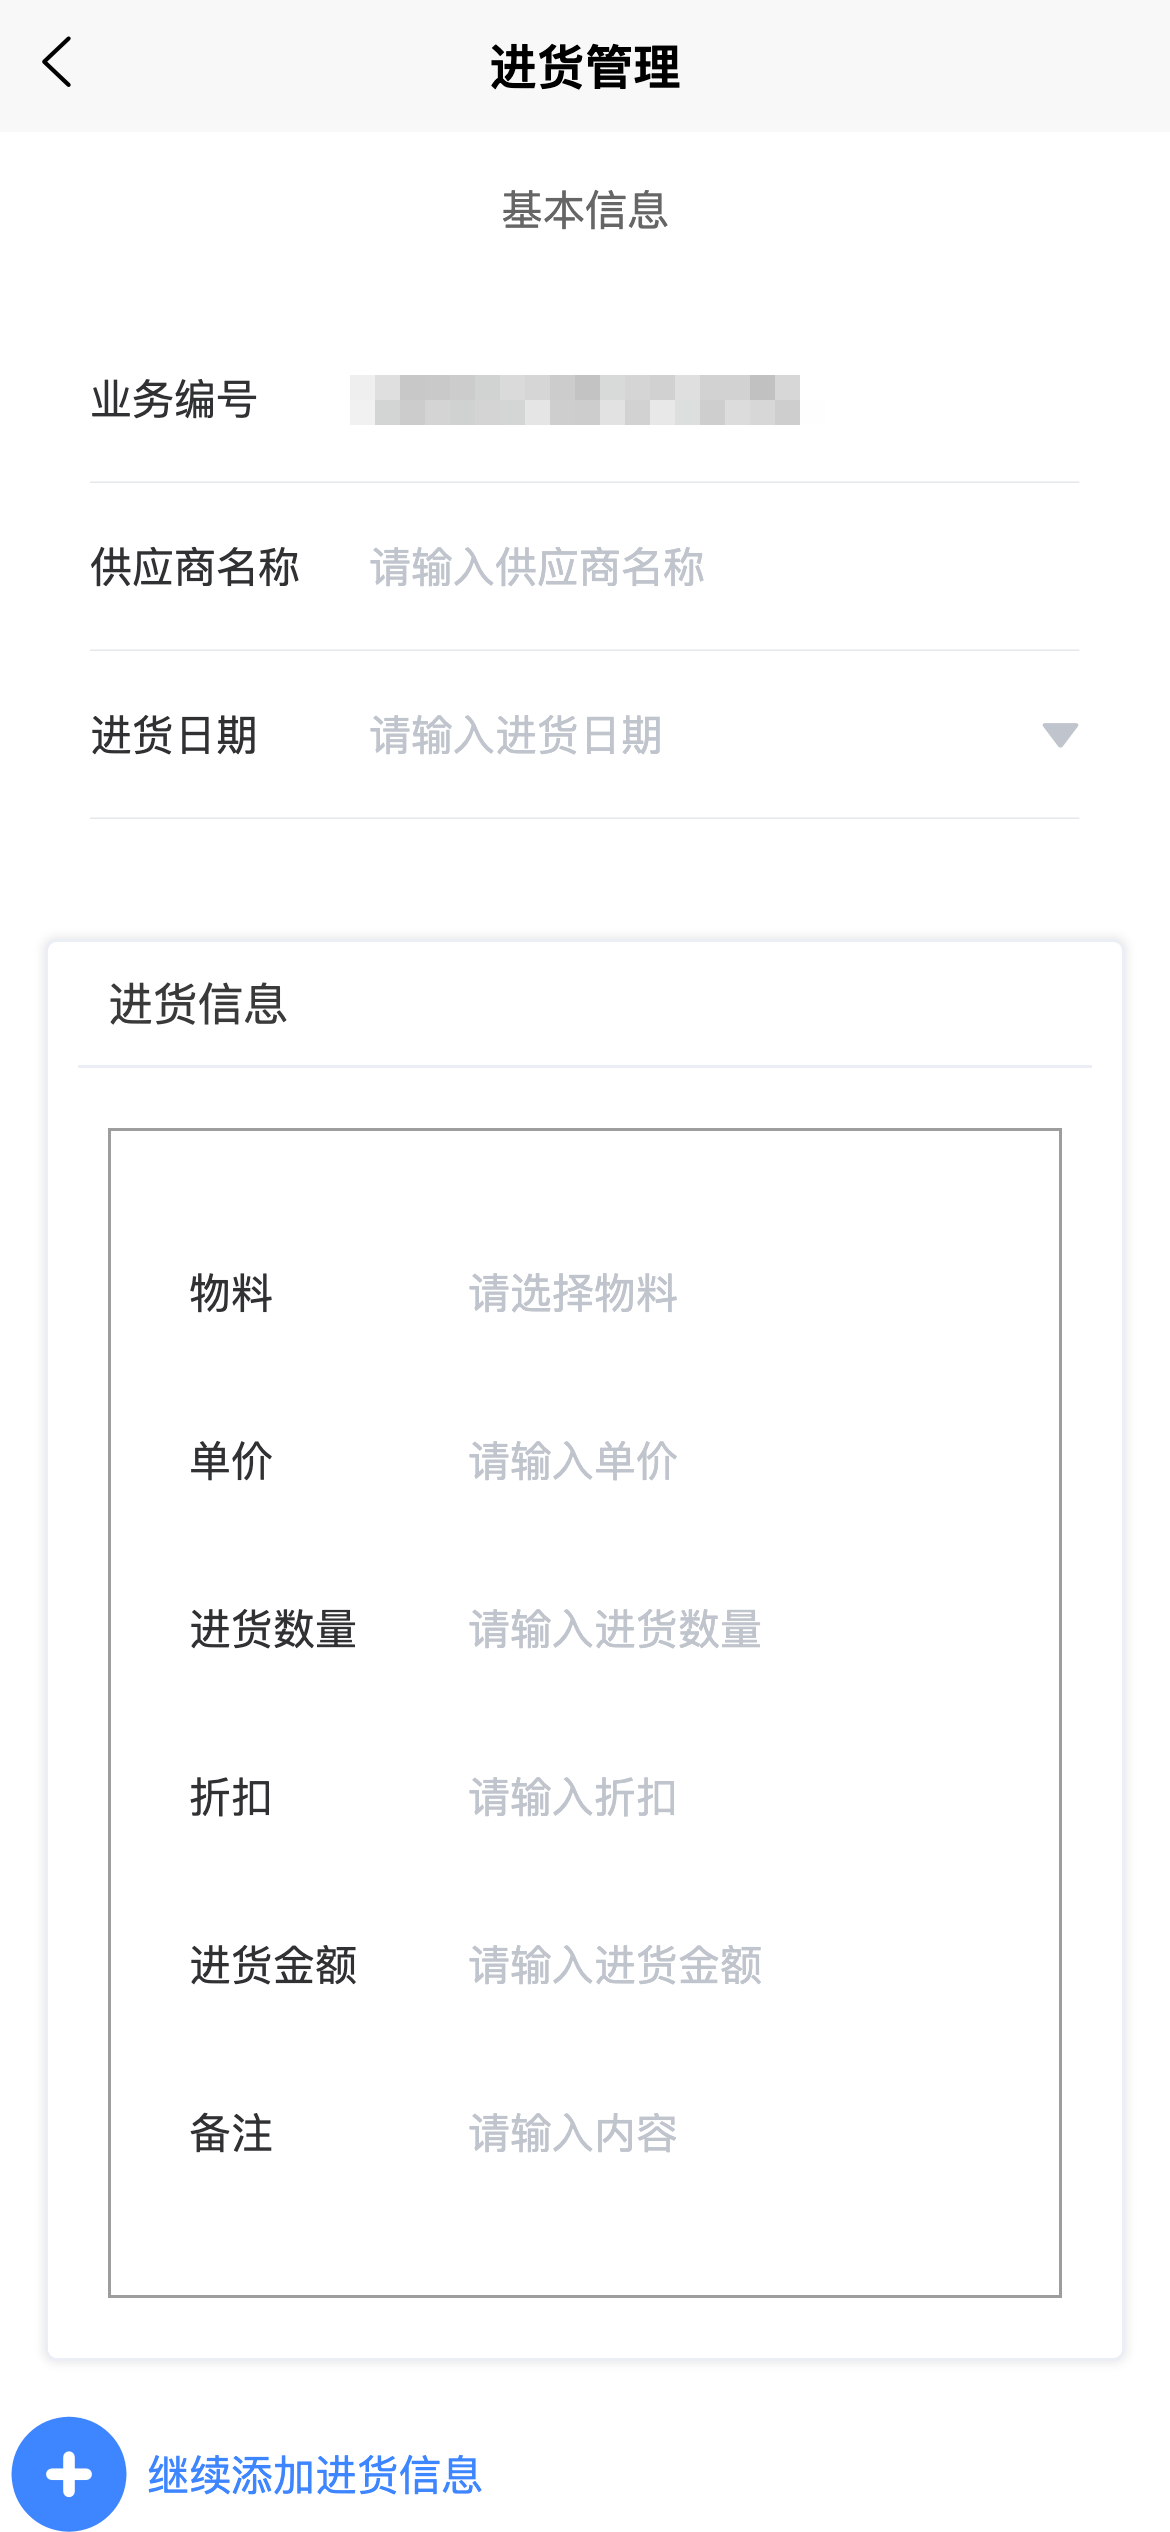 进货管理
基本信息
业务编号
供应商名称 请输入供应商名称
进货日期 请输入进货日期
进货信息
物料 请选择物料
单价 请输入单价
进货数量 请输入进货数量
折扣 请输入折扣
进货金额 请输入进货金额
备注 请输入内容
继续添加进货信息